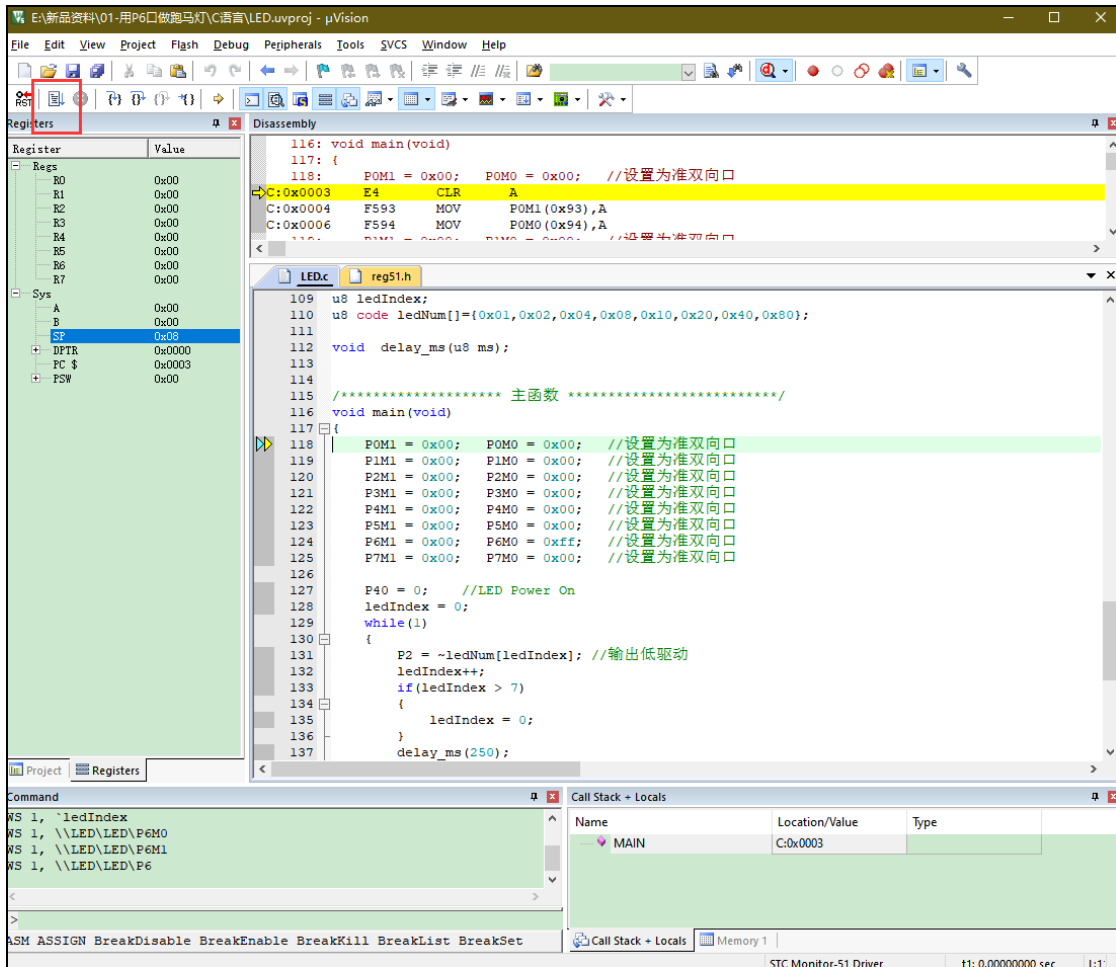 E:\新品资料\01-用P6口做跑马灯\C语言\LED.uvproj - µVision
File Edit View Project Flash Debug Peripherals Tools SVCS Window Help
RST
Registers
Register Value
Regs
R0 0x00
R1 0x00
R2 0x00
R3 0x00
R4 0x00
R5 0x00
R6 0x00
R7 0x00
Sys
A 0x00
B 0x00
SP 0x08
DPTR 0x0000
PC $ 0x0003
PSW 0x00
Project Registers
Disassembly
116: void main(void)
117: {
118: P0M1 = 0x00; P0M0 = 0x00; //设置为准双向口
C:0x0003 E4 CLR A
C:0x0004 F593 MOV P0M1(0x93),A
C:0x0006 F594 MOV P0M0(0x94),A
119: P1M1 = 0x00; P1M0 = 0x00; //设置为准双向口
LED.c reg51.h
109 u8 ledIndex;
110 u8 code ledNum[]={0x01,0x02,0x04,0x08,0x10,0x20,0x40,0x80};
111
112 void delay_ms(u8 ms);
113
114
115 /******************** 主函数 **************************/
116 void main(void)
117 {
118 P0M1 = 0x00; P0M0 = 0x00; //设置为准双向口
119 P1M1 = 0x00; P1M0 = 0x00; //设置为准双向口
120 P2M1 = 0x00; P2M0 = 0x00; //设置为准双向口
121 P3M1 = 0x00; P3M0 = 0x00; //设置为准双向口
122 P4M1 = 0x00; P4M0 = 0x00; //设置为准双向口
123 P5M1 = 0x00; P5M0 = 0x00; //设置为准双向口
124 P6M1 = 0x00; P6M0 = 0xff; //设置为准双向口
125 P7M1 = 0x00; P7M0 = 0x00; //设置为准双向口
126
127 P40 = 0; //LED Power On
128 ledIndex = 0;
129 while(1)
130 {
131 P2 = ~ledNum[ledIndex]; //输出低驱动
132 ledIndex++;
133 if(ledIndex > 7)
134 {
135 ledIndex = 0;
136 }
137 delay_ms(250);
Command
WS 1, `ledIndex
WS 1, \\LED\LED\P6M0
WS 1, \\LED\LED\P6M1
WS 1, \\LED\LED\P6
>
ASM ASSIGN BreakDisable BreakEnable BreakKill BreakList BreakSet
Call Stack + Locals
Name Location/Value Type
MAIN C:0x0003
Call Stack + Locals Memory 1
STC Monitor-51 Driver t1: 0.00000000 sec